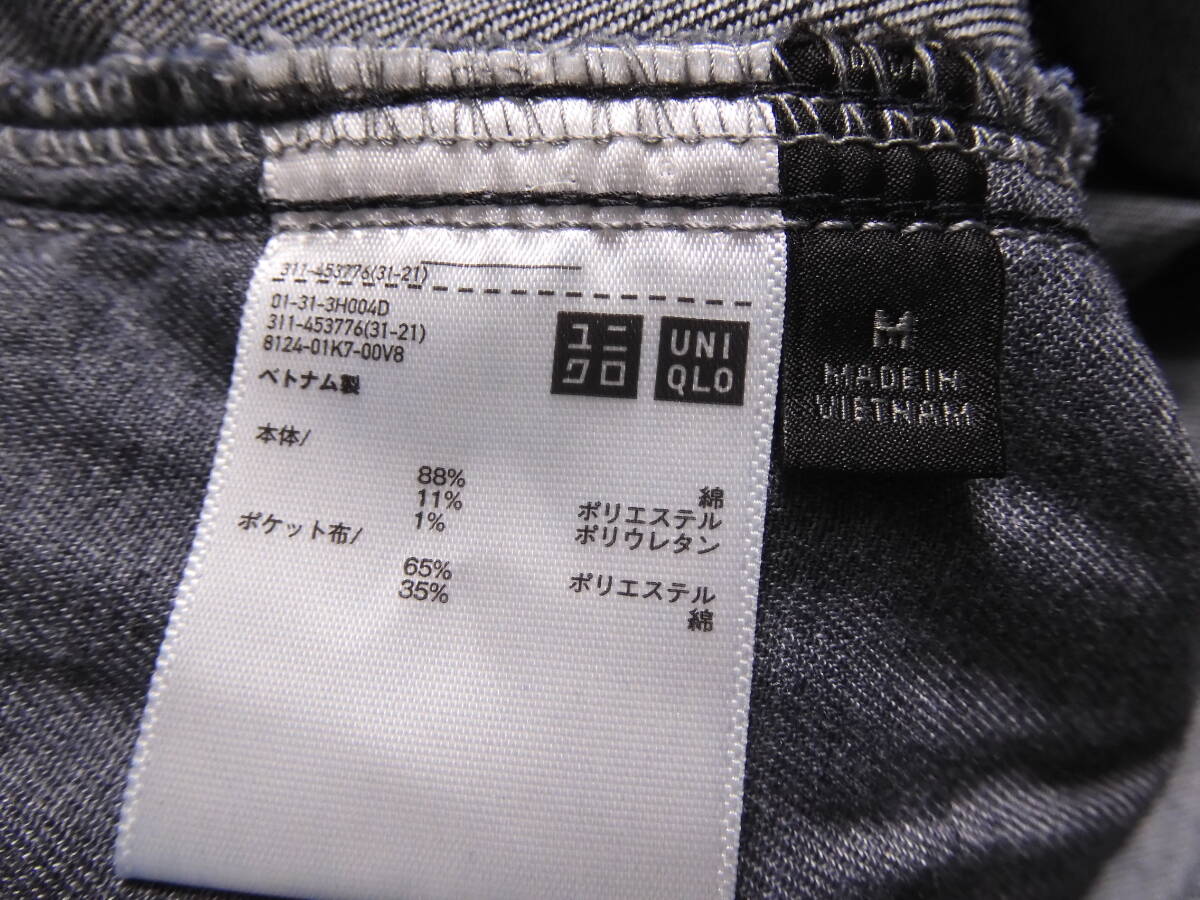 311-453776(31-21)
01-31-3H004D
311-453776(31-21)
8124-01K7-00V8
ベトナム製
ユニ
クロ
UNI
QLO
M
MADE IN
VIETNAM
本体/
88% 綿
11% ポリエステル
1% ポリウレタン
ポケット布/
65% ポリエステル
35% 綿